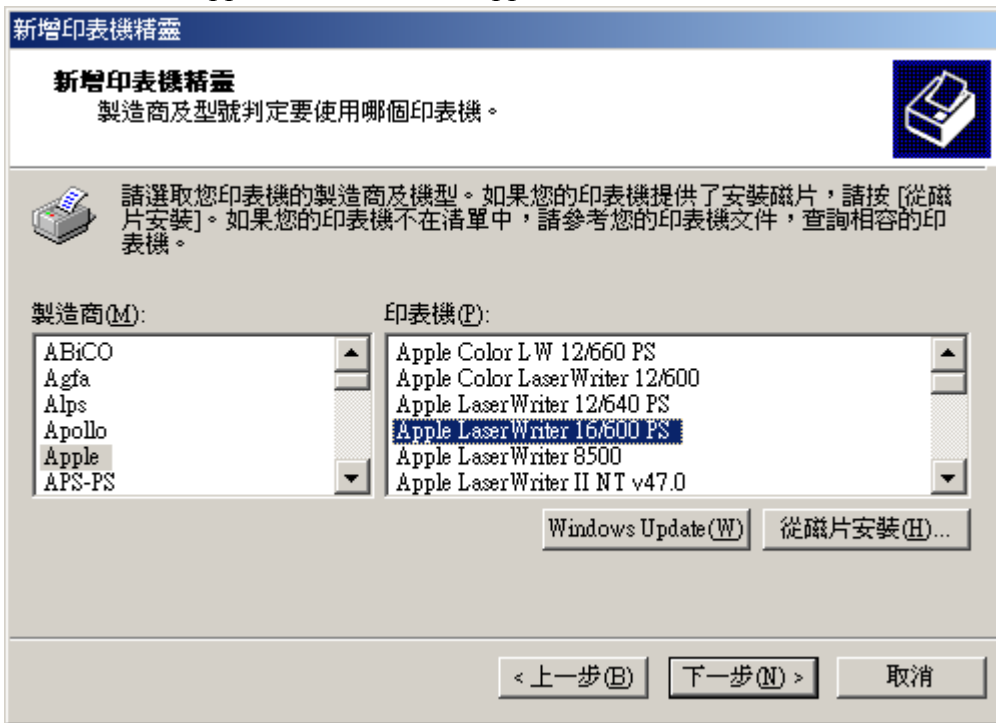 新增印表機精靈
新增印表機精靈
製造商及型號判定要使用哪個印表機。
請選取您印表機的製造商及機型。如果您的印表機提供了安裝磁片，請按 [從磁
片安裝]。如果您的印表機不在清單中，請參考您的印表機文件，查詢相容的印
表機。
製造商(M):
印表機(P):
ABiCO
Agfa
Alps
Apollo
Apple
APS-PS
Apple Color LW 12/660 PS
Apple Color LaserWriter 12/600
Apple LaserWriter 12/640 PS
Apple LaserWriter 16/600 PS
Apple LaserWriter 8500
Apple LaserWriter II NT v47.0
Windows Update(W)
從磁片安裝(H)...
<上一步(B)
下一步(N)>
取消